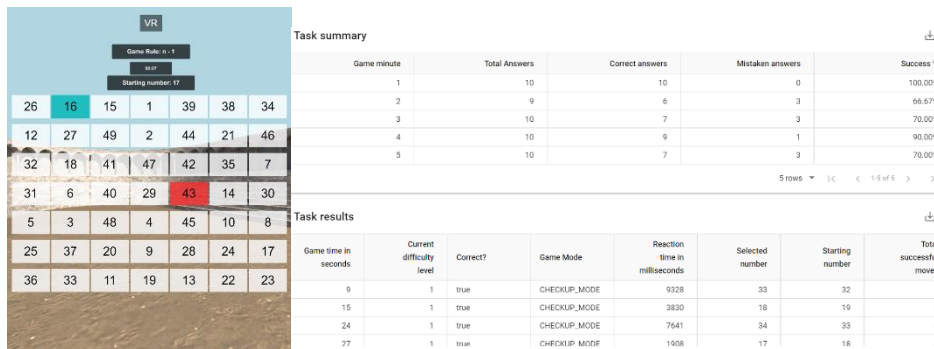 VR
Game Rule: n - 1
Starting number: 17
26 16 15 1 39 38 34
12 27 49 2 44 21 46
32 18 41 47 42 35 7
31 6 40 29 43 14 30
5 3 48 4 45 10 8
25 37 20 9 28 24 17
36 33 11 19 13 22 23
Task summary
Game minute Total Answers Correct answers Mistaken answers Success
1 10 10 0 100.00
2 9 6 3 66.67
3 10 7 3 70.00
4 10 9 1 90.00
5 10 7 3 70.00
5 rows 1-5 of 5
Task results
Game time in seconds Current difficulty level Correct? Game Mode Reaction time in milliseconds Selected number Starting number Tota successfu move
9 1 true CHECKUP_MODE 9328 33 32
15 1 true CHECKUP_MODE 3830 18 19
24 1 true CHECKUP_MODE 7641 34 33
27 1 true CHECKUP_MODE 1908 17 18